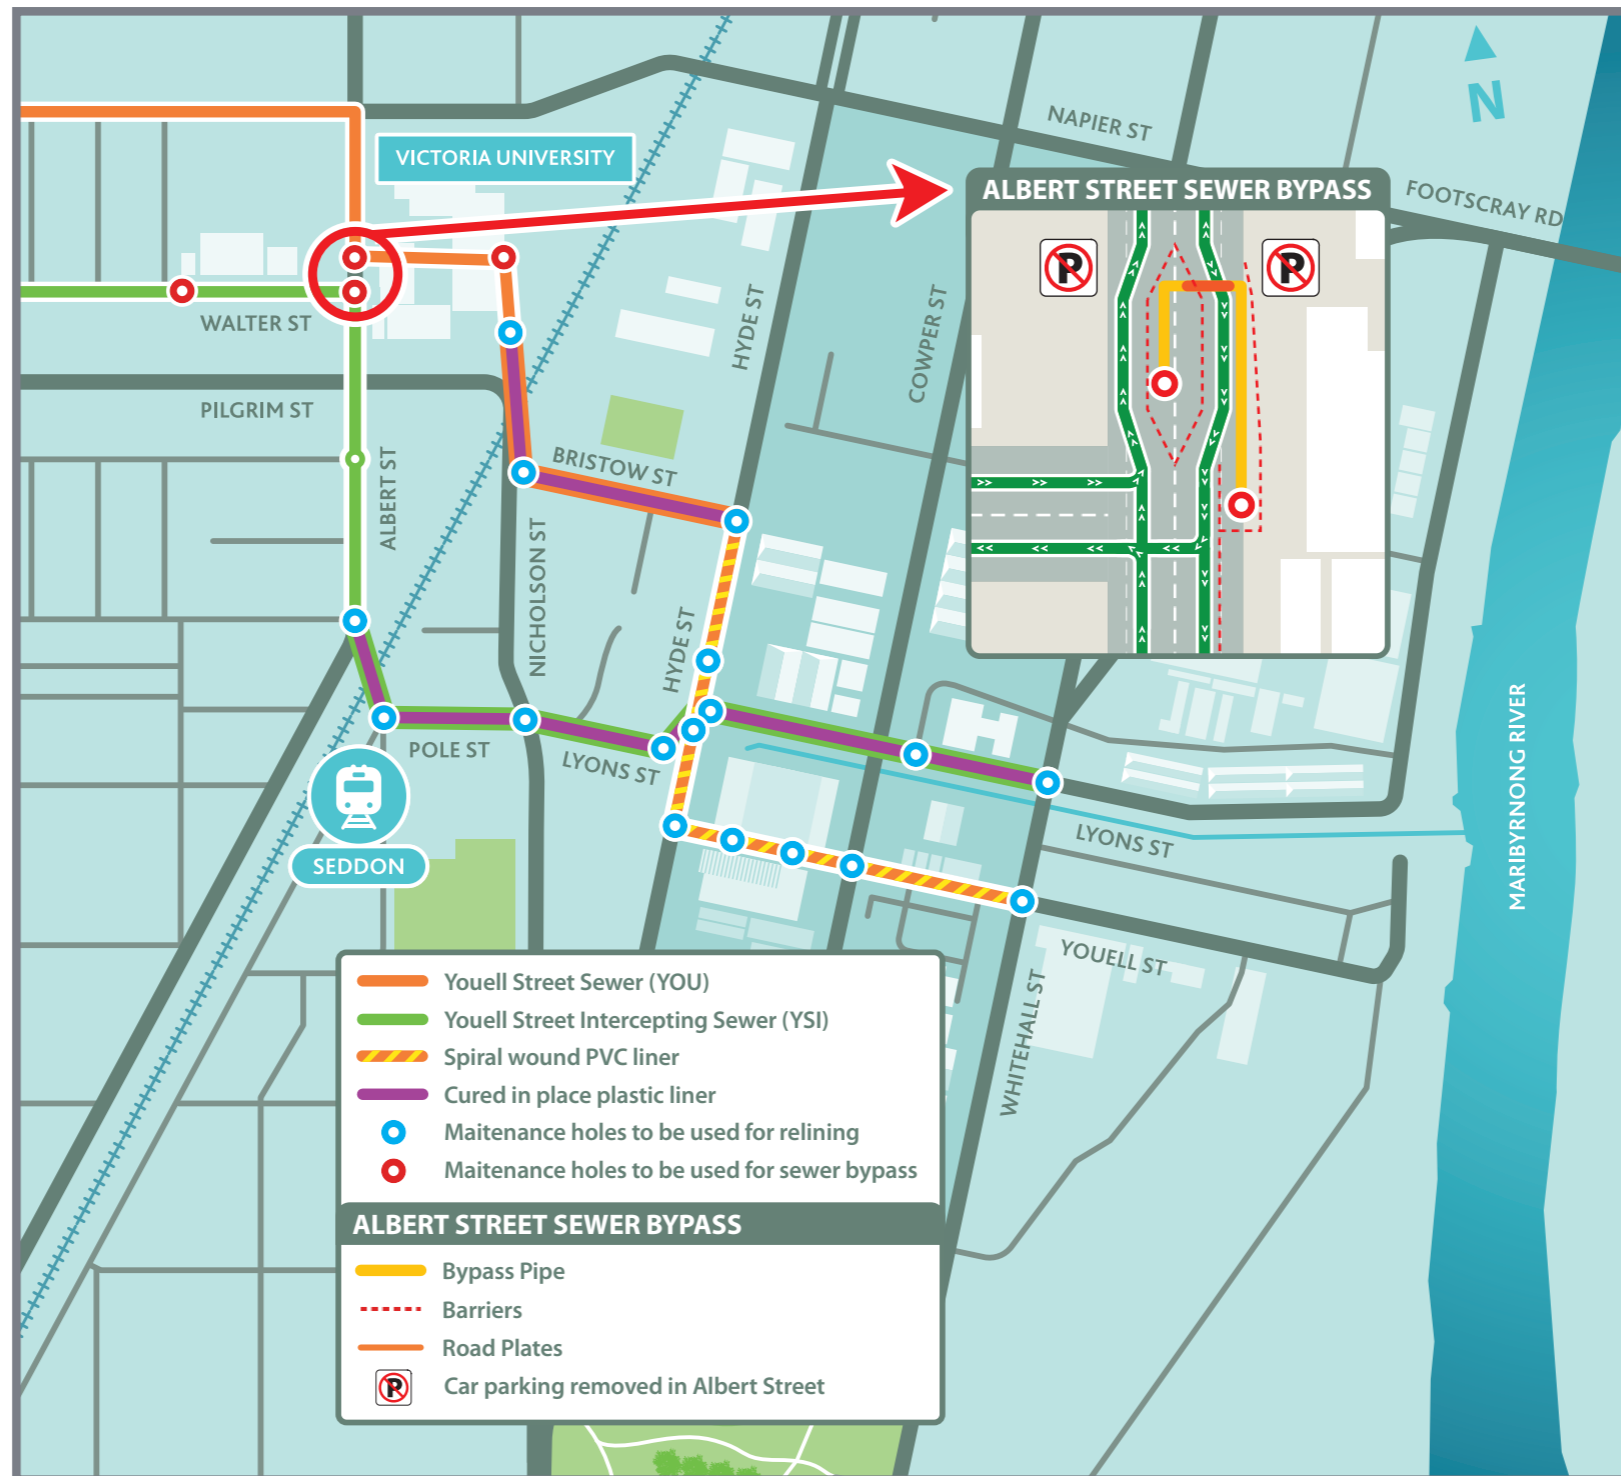 NAPIER ST
N
VICTORIA UNIVERSITY
ALBERT STREET SEWER BYPASS
FOOTSCRAY RD
P
P
WALTER ST
HYDE ST
COWPER ST
PILGRIM ST
ALBERT ST
BRISTOW ST
NICHOLSON ST
HYDE ST
POLE ST
LYONS ST
SEDDON
LYONS ST
MARIBYRNONG RIVER
YOUELL ST
WHITEHALL ST
Youell Street Sewer (YOU)
Youell Street Intercepting Sewer (YSI)
Spiral wound PVC liner
Cured in place plastic liner
Maitenance holes to be used for relining
Maitenance holes to be used for sewer bypass
ALBERT STREET SEWER BYPASS
Bypass Pipe
Barriers
Road Plates
P
Car parking removed in Albert Street